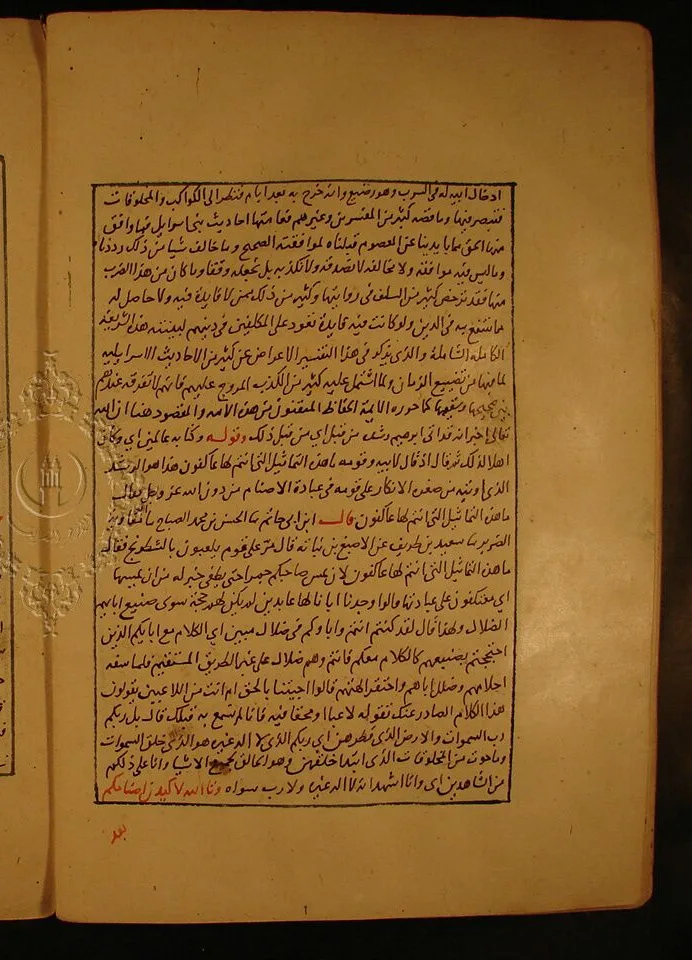 ادخال ابيه له في السرب وهو رضيع وانه خرج به بعد ايام فنظر الى الكواكب والمخلوقات
فتبصر فيها وما قصه كثير من المفسرين وغيرهم فعامتها احاديث بني اسرايل فما وافق
منها الحق مما بايدينا عن المعصوم قبلناه لموافقته الصحيح وما خالف شيا من ذلك رددناه
وما ليس فيه موافقة ولا مخالفة لا نصدقه ولا نكذبه بل نجعله وقفا وما كان من هذا الضرب
منها فقد ترخص كثير من السلف في روايتها وكثير من ذلك مما لا فايدة فيه ولا حاصل له
مما ينتفع به في الدين ولو كانت فيه فايدة تعود على المكلفين في دينهم لبينته هذه الشريعة
الكاملة الشاملة والذي نذكر في هذا التفسير الاعراض عن كثير من الاحاديث الاسرايليه
لما فيها من تضييع الزمان ولما اشتمل عليه كثير من الكذب المروج عليهم فانهم لا تفرقة عندهم
بين صحيحها وسقيمها كما حرره الايمة الحفاظ المتقنون من هذه الامه والمقصود هنا ان الله
تعالى اخبر انه قد اتى ابرهيم رشده من قبل اي من قبل ذلك وقوله وكنا به عالمين اي وكان
اهلا لذلك ثم قال اذ قال لابيه وقومه ما هذه التماثيل التي انتم لها عاكفون هذا هو الرشد
الذي اوتيه من صغره الانكار على قومه في عبادة الاصنام من دون الله عز وجل فقال
ما هذه التماثيل التي انتم لها عاكفون قال ابن ابي حاتم ثنا الحسن بن محمد الصباح ثنا ابو معاوية
الضرير ثنا سعيد بن طريف عن الاصبغ بن نباته قال مر علي على قوم يلعبون بالشطرنج فقال
ما هذه التماثيل التي انتم لها عاكفون لان يمس صاحبكم جمرا حتى يطفى خير له من ان يمسها
اي معتكفون على عبادتها قالوا وجدنا اباءنا لها عابدين لم يكن لهم حجة سوى صنيع ابايهم
الضلال ولهذا قال لقد كنتم انتم واباوكم في ضلال مبين اي الكلام مع ابايكم الذين
احتججتم بصنيعهم كالكلام معكم فانتم وهم ضلال على غير الطريق المستقيم فلما سفه
احلامهم وضلل اباهم واحتقر الهتهم قالوا اجيتنا بالحق ام انت من اللاعبين يقولون
هذا الكلام الصادر عنك تقوله لاعبا او محقا فيه فانا لم نسمع به قبلك قال بل ربكم
رب السموات والارض الذي فطرهن اي ربكم الذي لا اله غيره هو الذي خلق السموات
وما حوت من المخلوقات الذي ابتدا خلقهن وهو الخالق لجميع الاشيا وانا على ذلكم
من الشاهدين اي وانا اشهد انه لا اله غيره ولا رب سواه وتالله لاكيدن اصنامكم
بعد